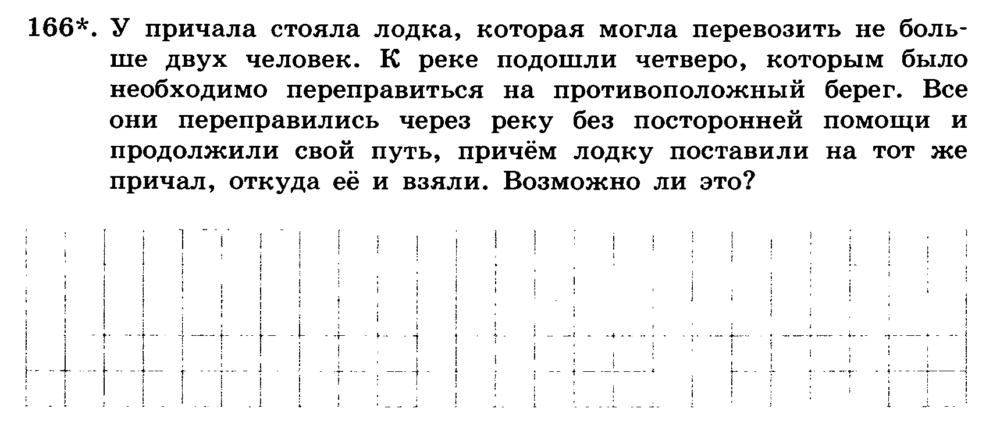 166*. У причала стояла лодка, которая могла перевозить не боль-
ше двух человек. К реке подошли четверо, которым было
необходимо переправиться на противоположный берег. Все
они переправились через реку без посторонней помощи и
продолжили свой путь, причём лодку поставили на тот же
причал, откуда её и взяли. Возможно ли это?